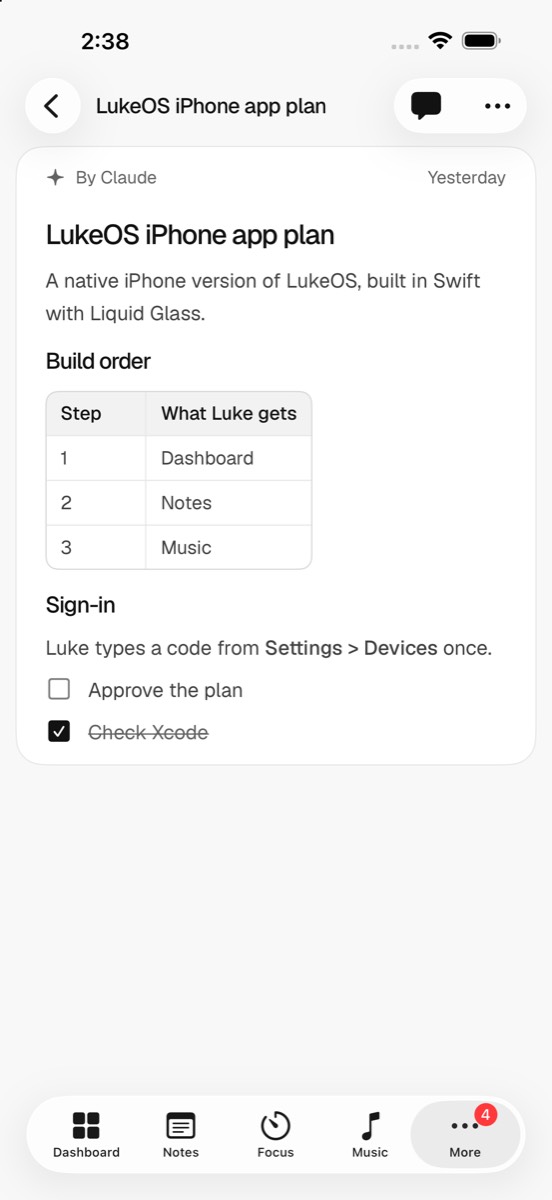 2:38
LukeOS iPhone app plan
By Claude
Yesterday
LukeOS iPhone app plan
A native iPhone version of LukeOS, built in Swift
with Liquid Glass.
Build order
Step What Luke gets
1 Dashboard
2 Notes
3 Music
Sign-in
Luke types a code from Settings > Devices once.
Approve the plan
Check Xcode
4
Dashboard Notes Focus Music More